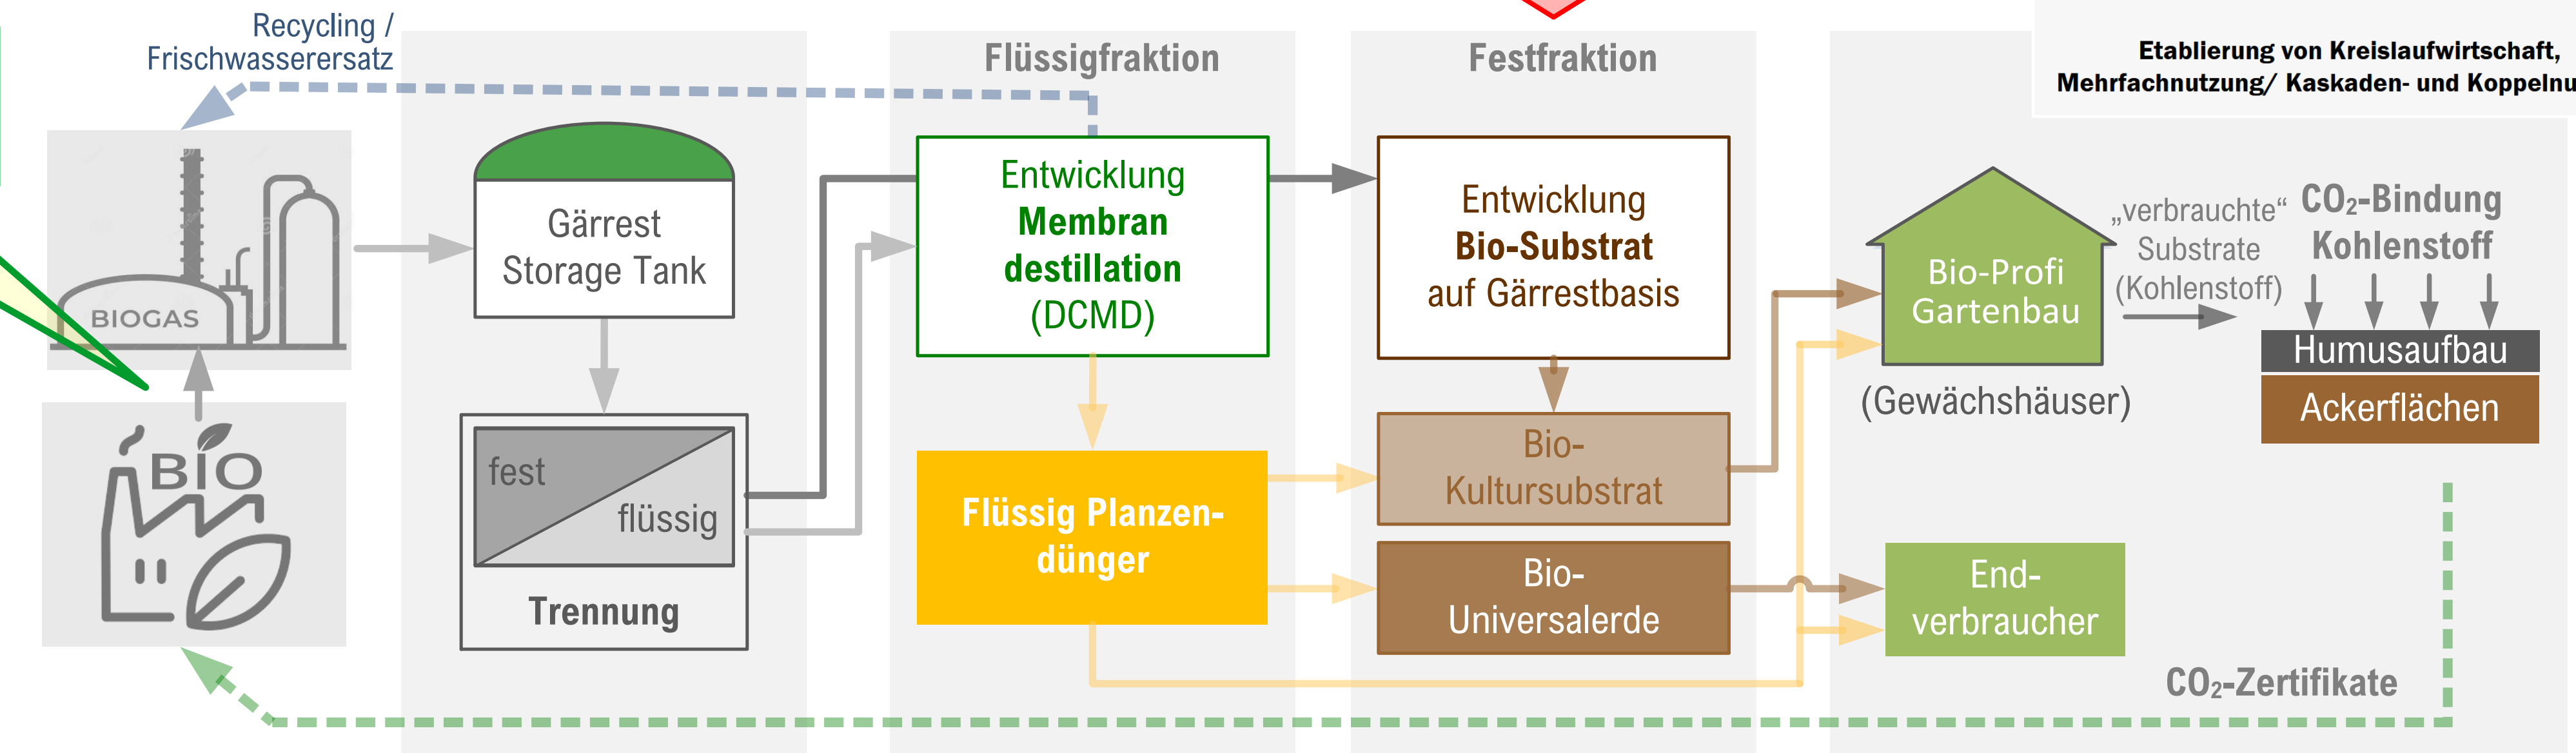 Recycling /
Frischwasserersatz
BIOGAS
BIO
Gärrest
Storage Tank
fest
flüssig
Trennung
Flüssigfraktion
Entwicklung
Membran
destillation
(DCMD)
Flüssig Planzen-
dünger
Festfraktion
Entwicklung
Bio-Substrat
auf Gärrestbasis
Bio-
Kultursubstrat
Bio-
Universalerde
Etablierung von Kreislaufwirtschaft,
Mehrfachnutzung/ Kaskaden- und Koppelnu
Bio-Profi
Gartenbau
(Gewächshäuser)
„verbrauchte“
Substrate
(Kohlenstoff)
CO₂-Bindung
Kohlenstoff
Humusaufbau
Ackerflächen
End-
verbraucher
CO₂-Zertifikate